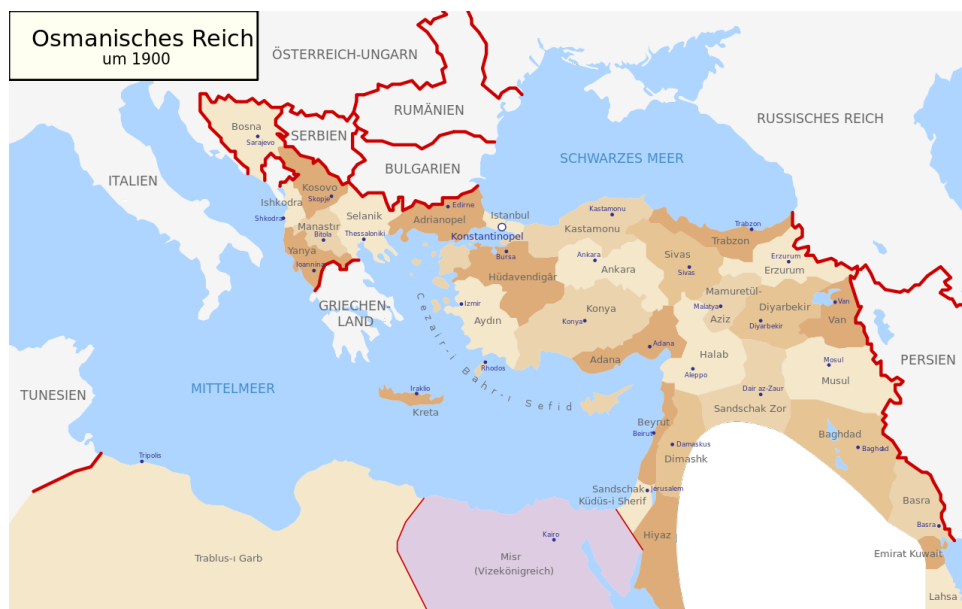 Osmanisches Reich
um 1900
ÖSTERREICH-UNGARN
RUMÄNIEN
RUSSISCHES REICH
Bosna
Sarajevo
SERBIEN
SCHWARZES MEER
BULGARIEN
ITALIEN
Kosovo
Skopje
Ishkodra
Shkodra
Manastır
Bitola
Selanik
Thessaloniki
Adrianopel
Edirne
Istanbul
Konstantinopel
Bursa
Kastamonu
Kastamonu
Trabzon
Trabzon
Yanya
Ioannina
Hüdavendigâr
Ankara
Ankara
Sivas
Sivas
Erzurum
Erzurum
GRIECHEN-
LAND
Mamuretül-
Aziz
Malatya
Diyarbekir
Diyarbekir
Van
Van
Izmir
Aydın
Konya
Konya
Adana
Adana
Halab
Aleppo
Mosul
Musul
PERSIEN
Rhodos
Cezair-i Bahr-ı Sefid
TUNESIEN
MITTELMEER
Iraklio
Kreta
Dair az-Zaur
Sandschak Zor
Beyrut
Beirut
Damaskus
Dimashk
Baghdad
Baghdad
Tripolis
Sandschak
Küdüs-i Sherif
Jerusalem
Basra
Basra
Hiyaz
Kairo
Misr
(Vizekönigreich)
Trablus-ı Garb
Emirat Kuwait
Lahsa